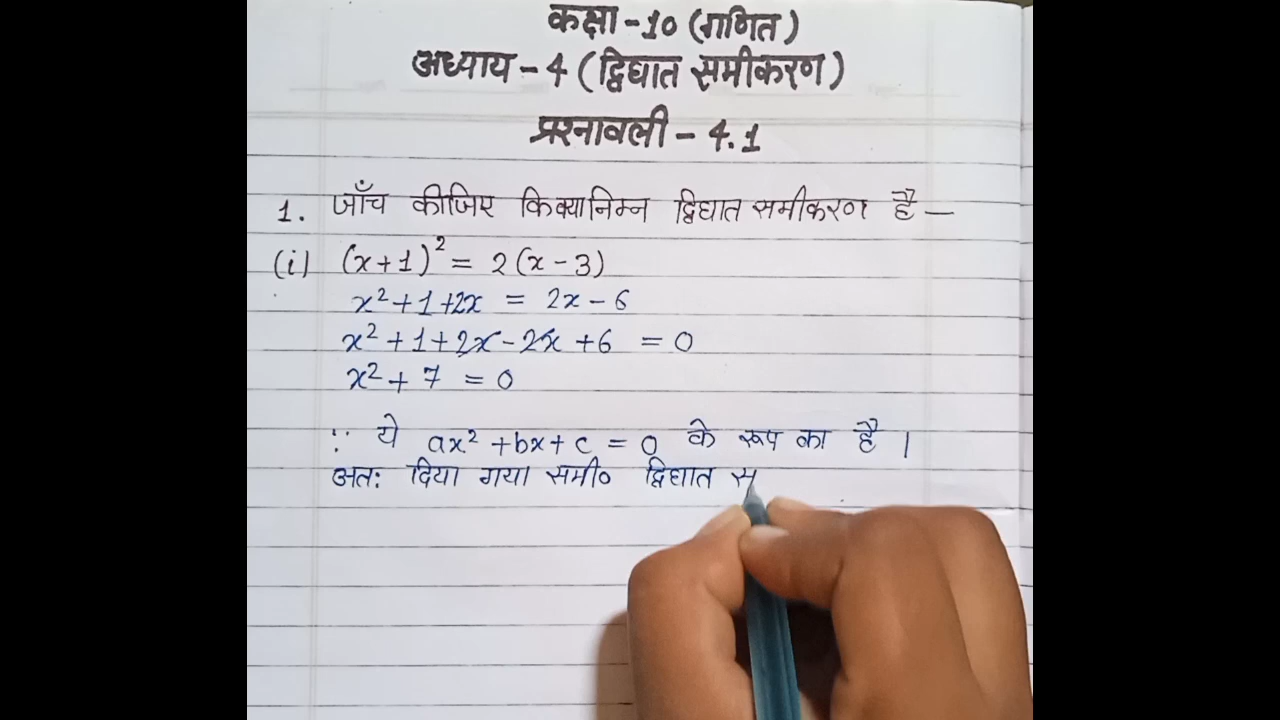 कक्षा - 10 (गणित)
अध्याय - 4 (द्विघात समीकरण)
प्रश्नावली - 4.1
1. जाँच कीजिए कि क्या निम्न द्विघात समीकरण है —
(i) (x+1)² = 2(x-3)
x² + 1 + 2x = 2x - 6
x² + 1 + 2x - 2x + 6 = 0
x² + 7 = 0
∵ ये ax² + bx + c = 0 के रूप का है ।
अतः दिया गया समी० द्विघात स